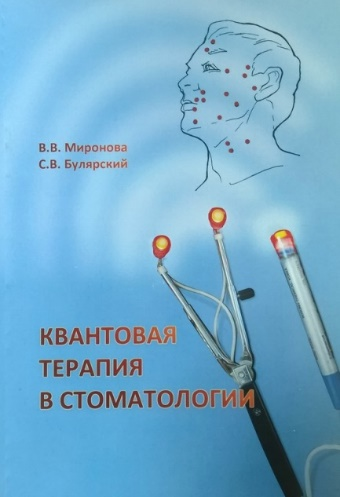 В.В. Миронова
С.В. Булярский
КВАНТОВАЯ
ТЕРАПИЯ
В СТОМАТОЛОГИИ